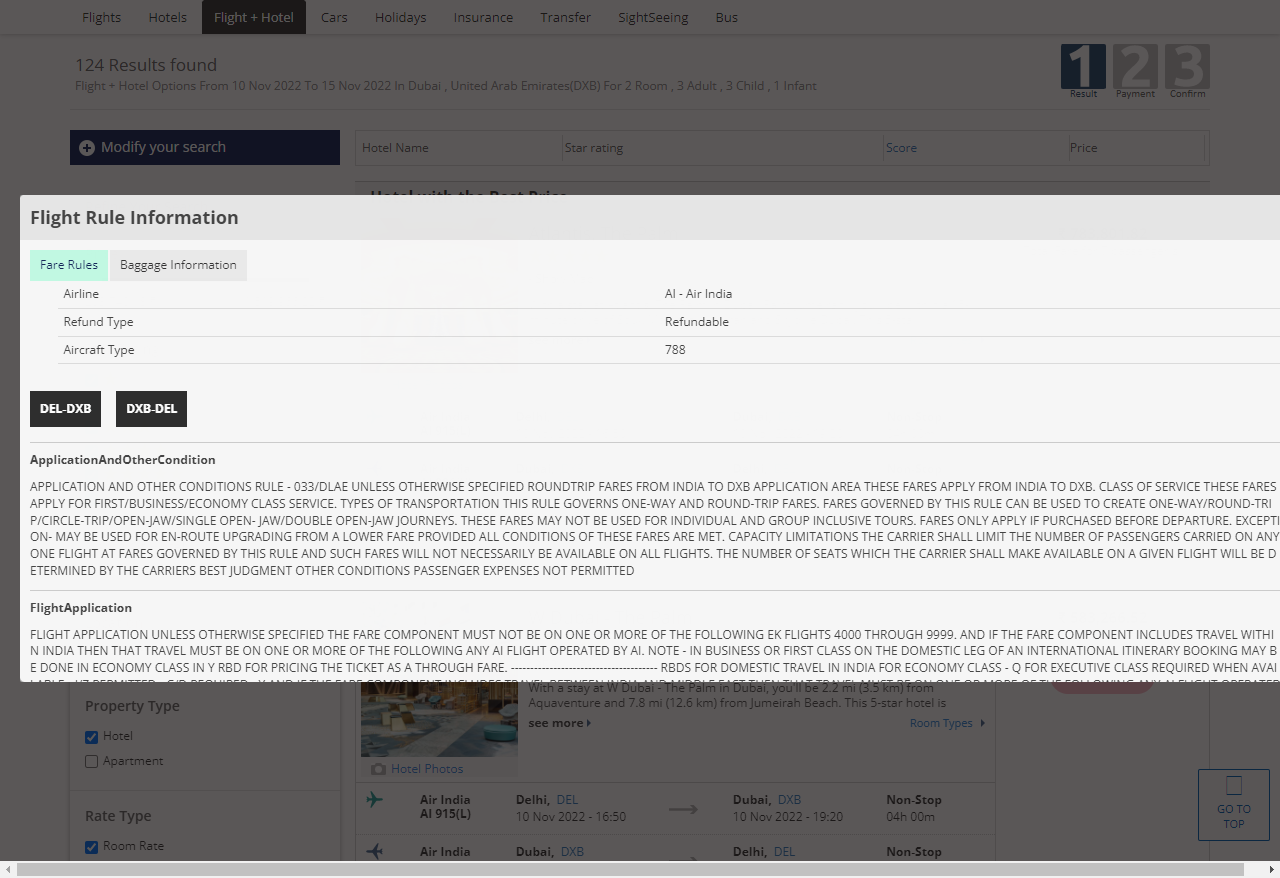 Flights Hotels Flight + Hotel Cars Holidays Insurance Transfer SightSeeing Bus
124 Results found
Flight + Hotel Options From 10 Nov 2022 To 15 Nov 2022 In Dubai , United Arab Emirates(DXB) For 2 Room , 3 Adult , 3 Child , 1 Infant
1 2 3
Result Payment Confirm
Modify your search
Hotel Name Star rating Score Price
Hotel with the Best Price
Flight Rule Information
Fare Rules Baggage Information
Airline AI - Air India
Refund Type Refundable
Aircraft Type 788
DEL-DXB DXB-DEL
ApplicationAndOtherCondition
APPLICATION AND OTHER CONDITIONS RULE - 033/DLAE UNLESS OTHERWISE SPECIFIED ROUNDTRIP FARES FROM INDIA TO DXB APPLICATION AREA THESE FARES APPLY FROM INDIA TO DXB. CLASS OF SERVICE THESE FARES
APPLY FOR FIRST/BUSINESS/ECONOMY CLASS SERVICE. TYPES OF TRANSPORTATION THIS RULE GOVERNS ONE-WAY AND ROUND-TRIP FARES. FARES GOVERNED BY THIS RULE CAN BE USED TO CREATE ONE-WAY/ROUND-TRI
P/CIRCLE-TRIP/OPEN-JAW/SINGLE OPEN- JAW/DOUBLE OPEN-JAW JOURNEYS. THESE FARES MAY NOT BE USED FOR INDIVIDUAL AND GROUP INCLUSIVE TOURS. FARES ONLY APPLY IF PURCHASED BEFORE DEPARTURE. EXCEPTI
ON- MAY BE USED FOR EN-ROUTE UPGRADING FROM A LOWER FARE PROVIDED ALL CONDITIONS OF THESE FARES ARE MET. CAPACITY LIMITATIONS THE CARRIER SHALL LIMIT THE NUMBER OF PASSENGERS CARRIED ON ANY
ONE FLIGHT AT FARES GOVERNED BY THIS RULE AND SUCH FARES WILL NOT NECESSARILY BE AVAILABLE ON ALL FLIGHTS. THE NUMBER OF SEATS WHICH THE CARRIER SHALL MAKE AVAILABLE ON A GIVEN FLIGHT WILL BE D
ETERMINED BY THE CARRIERS BEST JUDGMENT OTHER CONDITIONS PASSENGER EXPENSES NOT PERMITTED
FlightApplication
FLIGHT APPLICATION UNLESS OTHERWISE SPECIFIED THE FARE COMPONENT MUST NOT BE ON ONE OR MORE OF THE FOLLOWING EK FLIGHTS 4000 THROUGH 9999. AND IF THE FARE COMPONENT INCLUDES TRAVEL WITHI
N INDIA THEN THAT TRAVEL MUST BE ON ONE OR MORE OF THE FOLLOWING ANY AI FLIGHT OPERATED BY AI. NOTE - IN BUSINESS OR FIRST CLASS ON THE DOMESTIC LEG OF AN INTERNATIONAL ITINERARY BOOKING MAY B
E DONE IN ECONOMY CLASS IN Y RBD FOR PRICING THE TICKET AS A THROUGH FARE. -------------------------------------- RBDS FOR DOMESTIC TRAVEL IN INDIA FOR ECONOMY CLASS - Q FOR EXECUTIVE CLASS REQUIRED WHEN AVAI
With a stay at W Dubai - The Palm in Dubai, you'll be 2.2 mi (3.5 km) from
Aquaventure and 7.8 mi (12.6 km) from Jumeirah Beach. This 5-star hotel is
see more Room Types
Hotel Photos
Property Type
Hotel
Apartment
Rate Type
Room Rate
Air India Delhi, DEL Dubai, DXB Non-Stop
AI 915(L) 10 Nov 2022 - 16:50 10 Nov 2022 - 19:20 04h 00m
Air India Dubai, DXB Delhi, DEL Non-Stop
GO TO
TOP